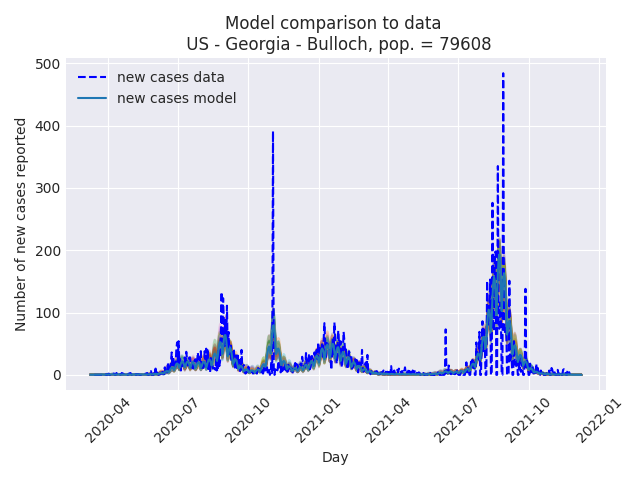 Model comparison to data
US - Georgia - Bulloch, pop. = 79608
new cases data
new cases model
Number of new cases reported
500
400
300
200
100
0
2020-04
2020-07
2020-10
2021-01
2021-04
2021-07
2021-10
2022-01
Day